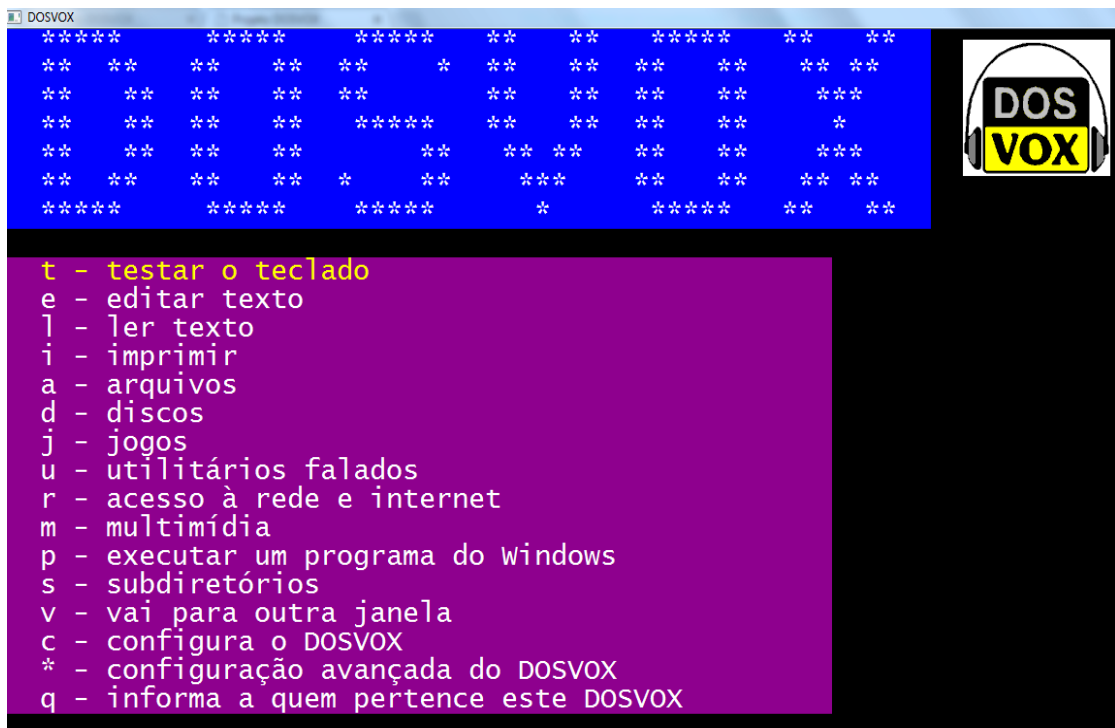 DOSVOX
DOSVOX
DOS
VOX
t - testar o teclado
e - editar texto
l - ler texto
i - imprimir
a - arquivos
d - discos
j - jogos
u - utilitários falados
r - acesso à rede e internet
m - multimídia
p - executar um programa do Windows
s - subdiretórios
v - vai para outra janela
c - configura o DOSVOX
* - configuração avançada do DOSVOX
q - informa a quem pertence este DOSVOX